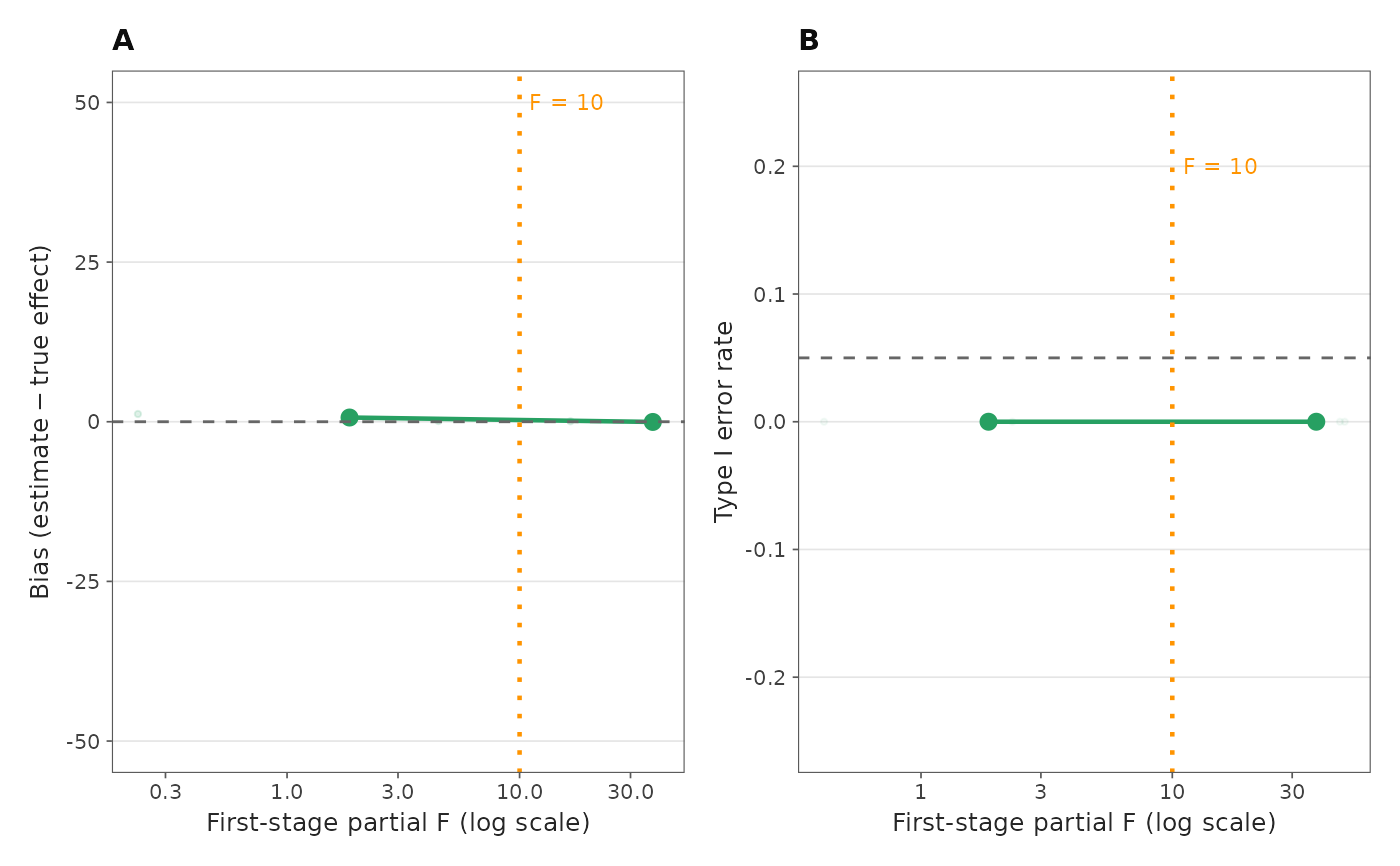 A
Bias (estimate − true effect)
50
25
0
-25
-50
F = 10
0.3
1.0
3.0
10.0
30.0
First-stage partial F (log scale)
B
Type I error rate
0.2
0.1
0.0
-0.1
-0.2
F = 10
1
3
10
30
First-stage partial F (log scale)